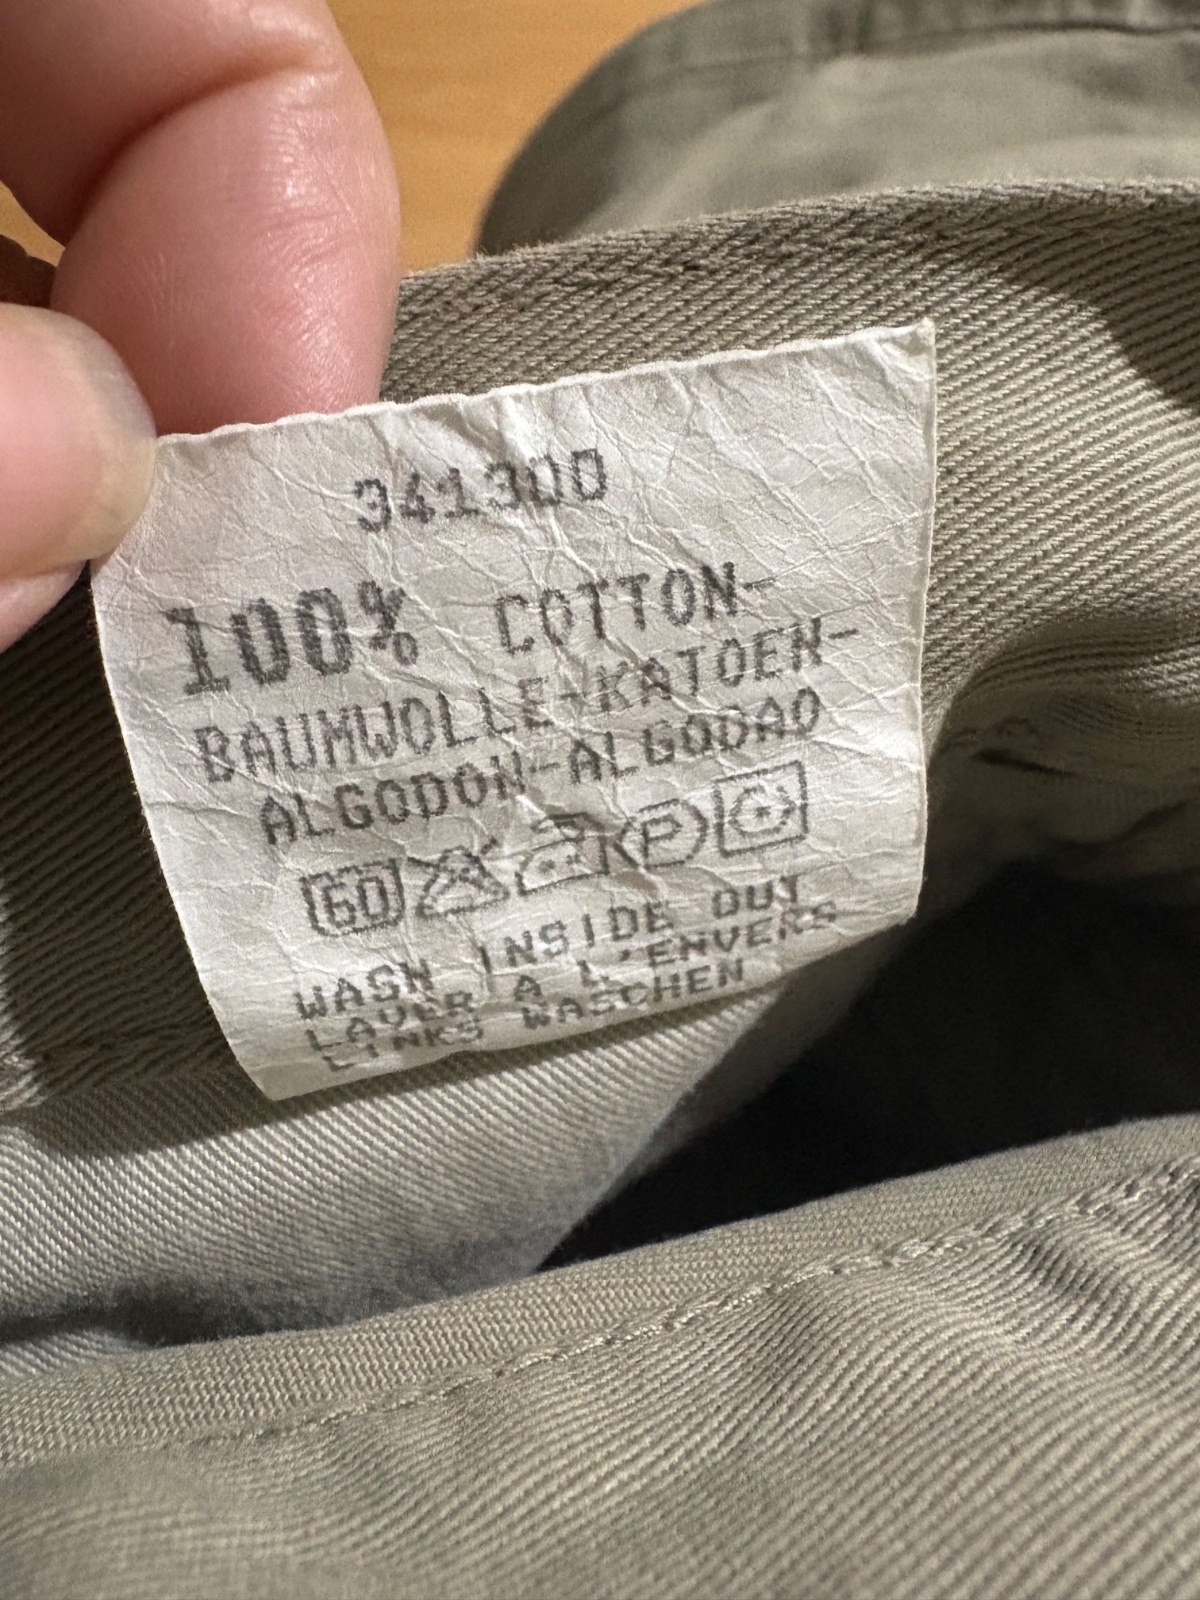 341300
100% COTTON-
BAUMWOLLE-KATOEN-
ALGODON-ALGODAO
60 P
WASH INSIDE OUT
LAVER A L'ENVERS
LINKS WASCHEN